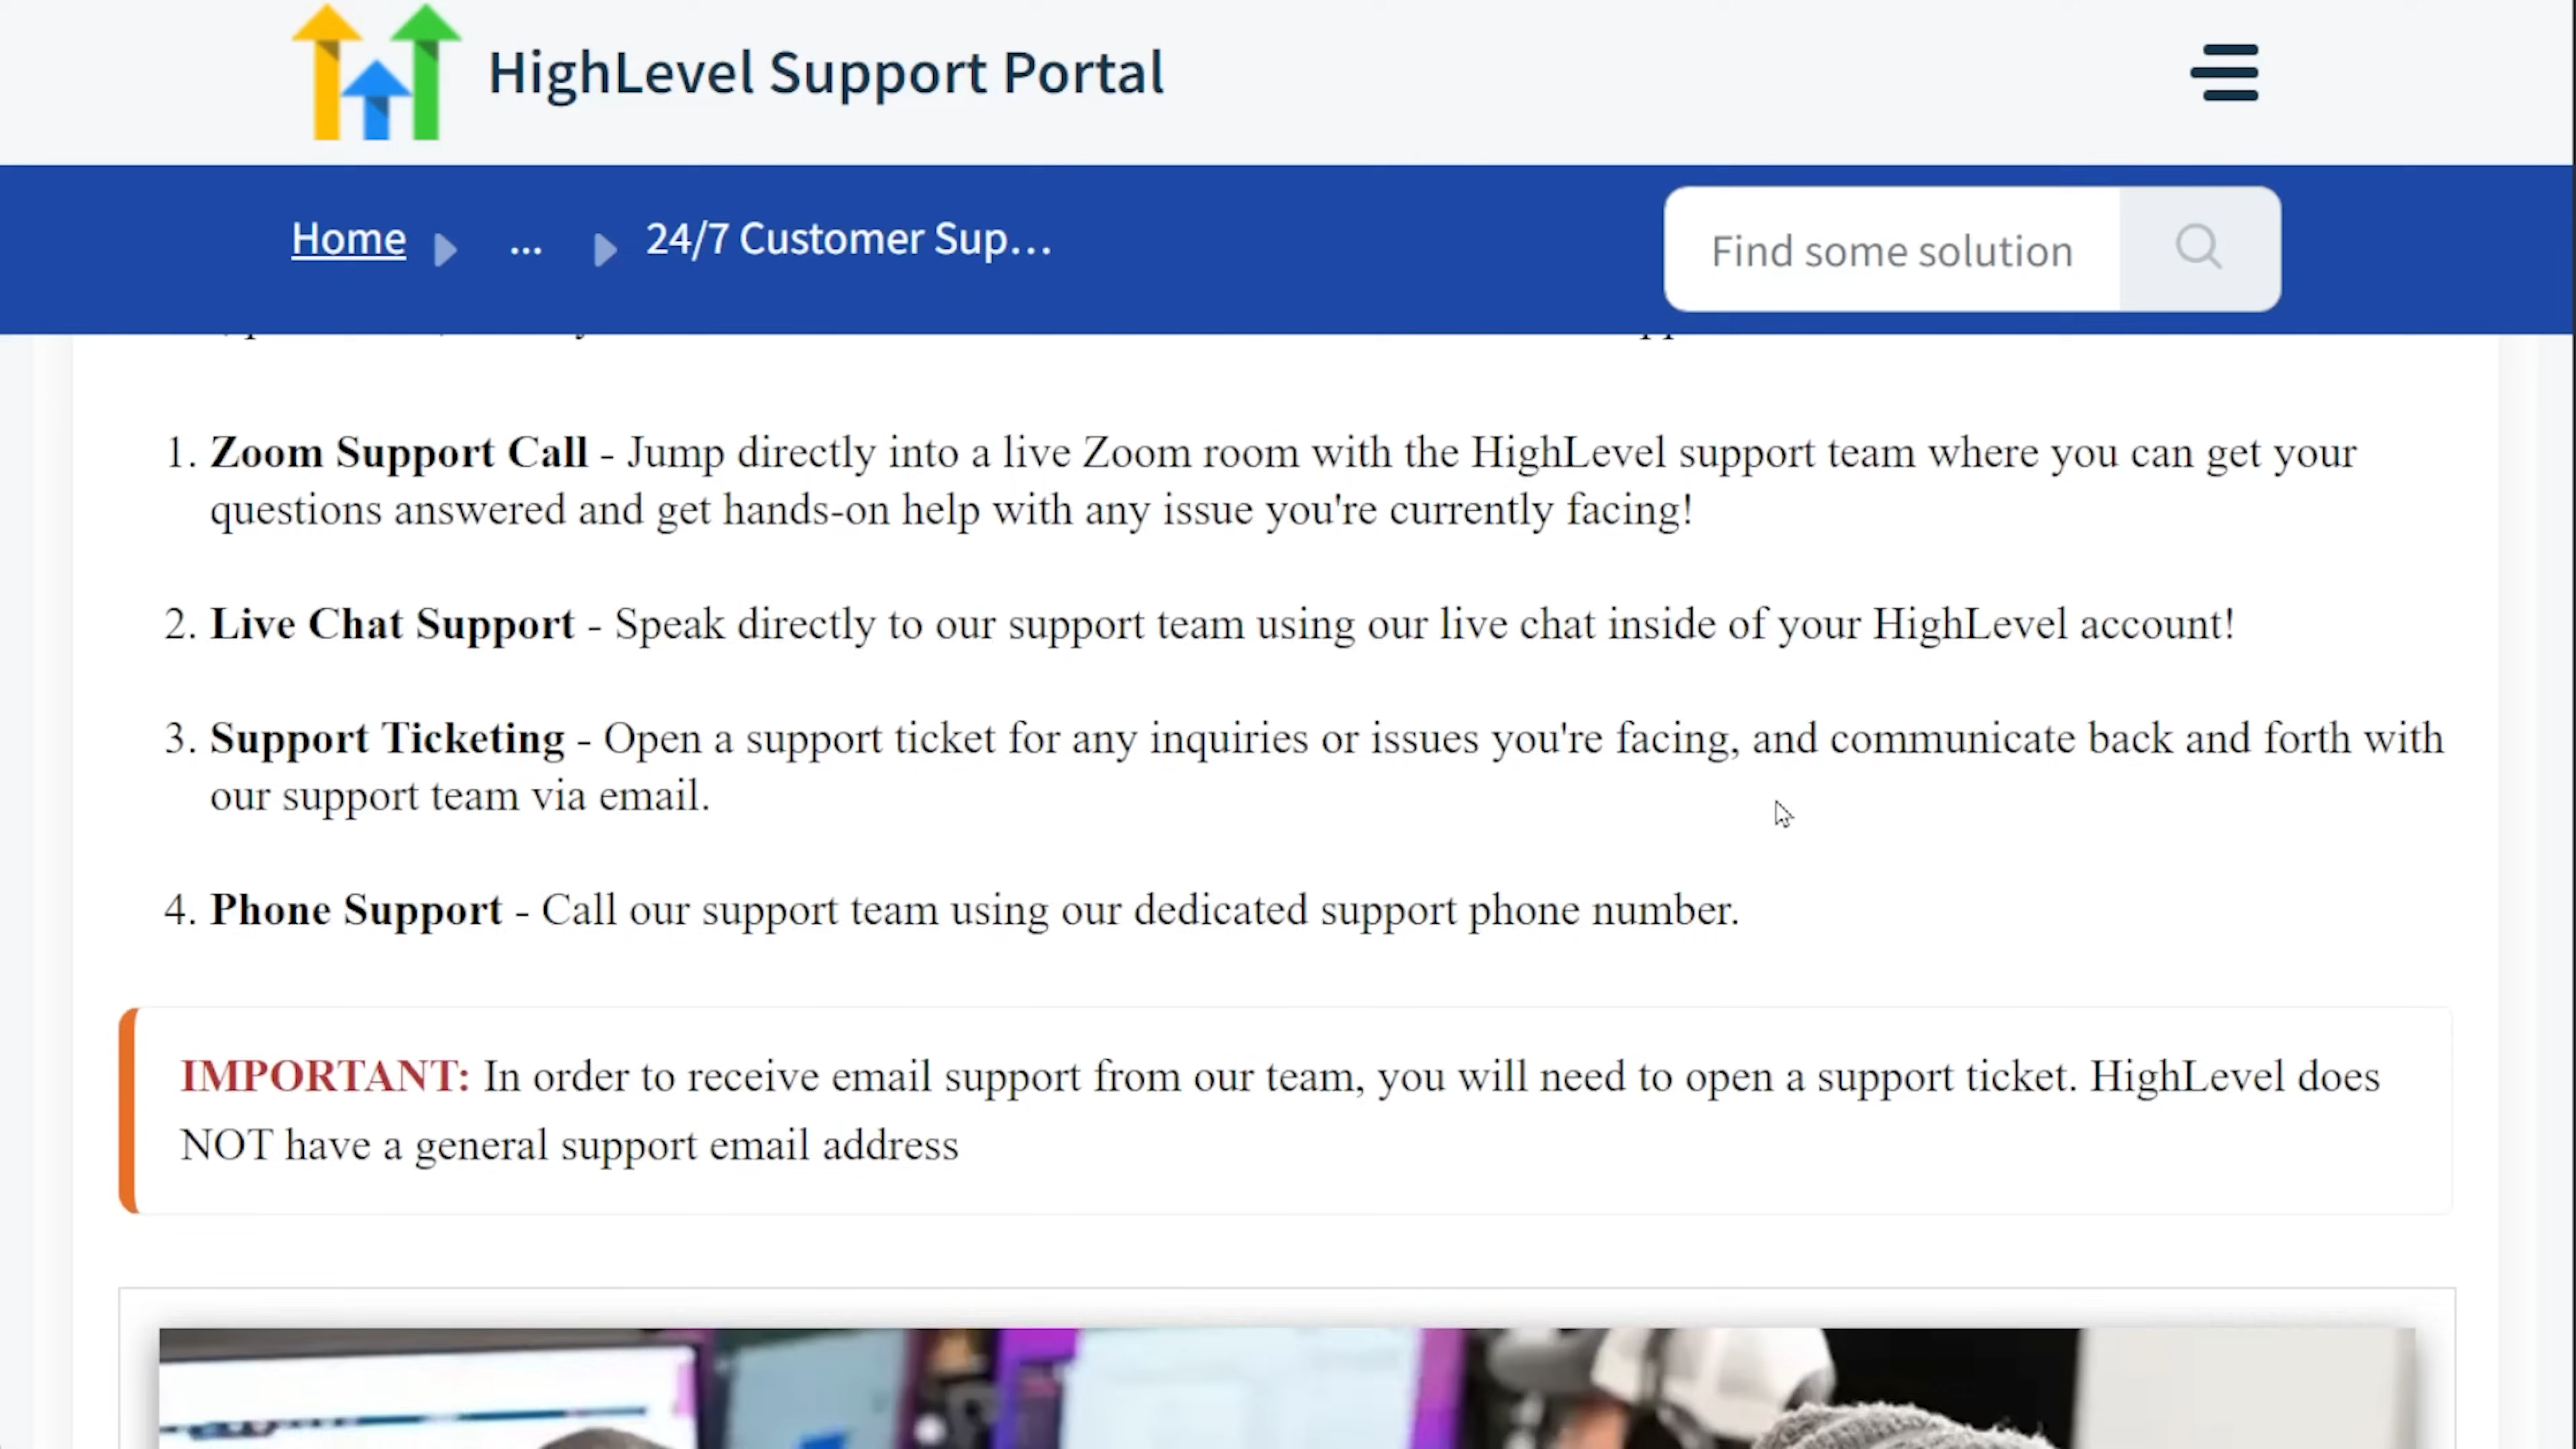 HighLevel Support Portal
Home ... 24/7 Customer Sup...
Find some solution
1. Zoom Support Call - Jump directly into a live Zoom room with the HighLevel support team where you can get your
questions answered and get hands-on help with any issue you're currently facing!
2. Live Chat Support - Speak directly to our support team using our live chat inside of your HighLevel account!
3. Support Ticketing - Open a support ticket for any inquiries or issues you're facing, and communicate back and forth with
our support team via email.
4. Phone Support - Call our support team using our dedicated support phone number.
IMPORTANT: In order to receive email support from our team, you will need to open a support ticket. HighLevel does
NOT have a general support email address